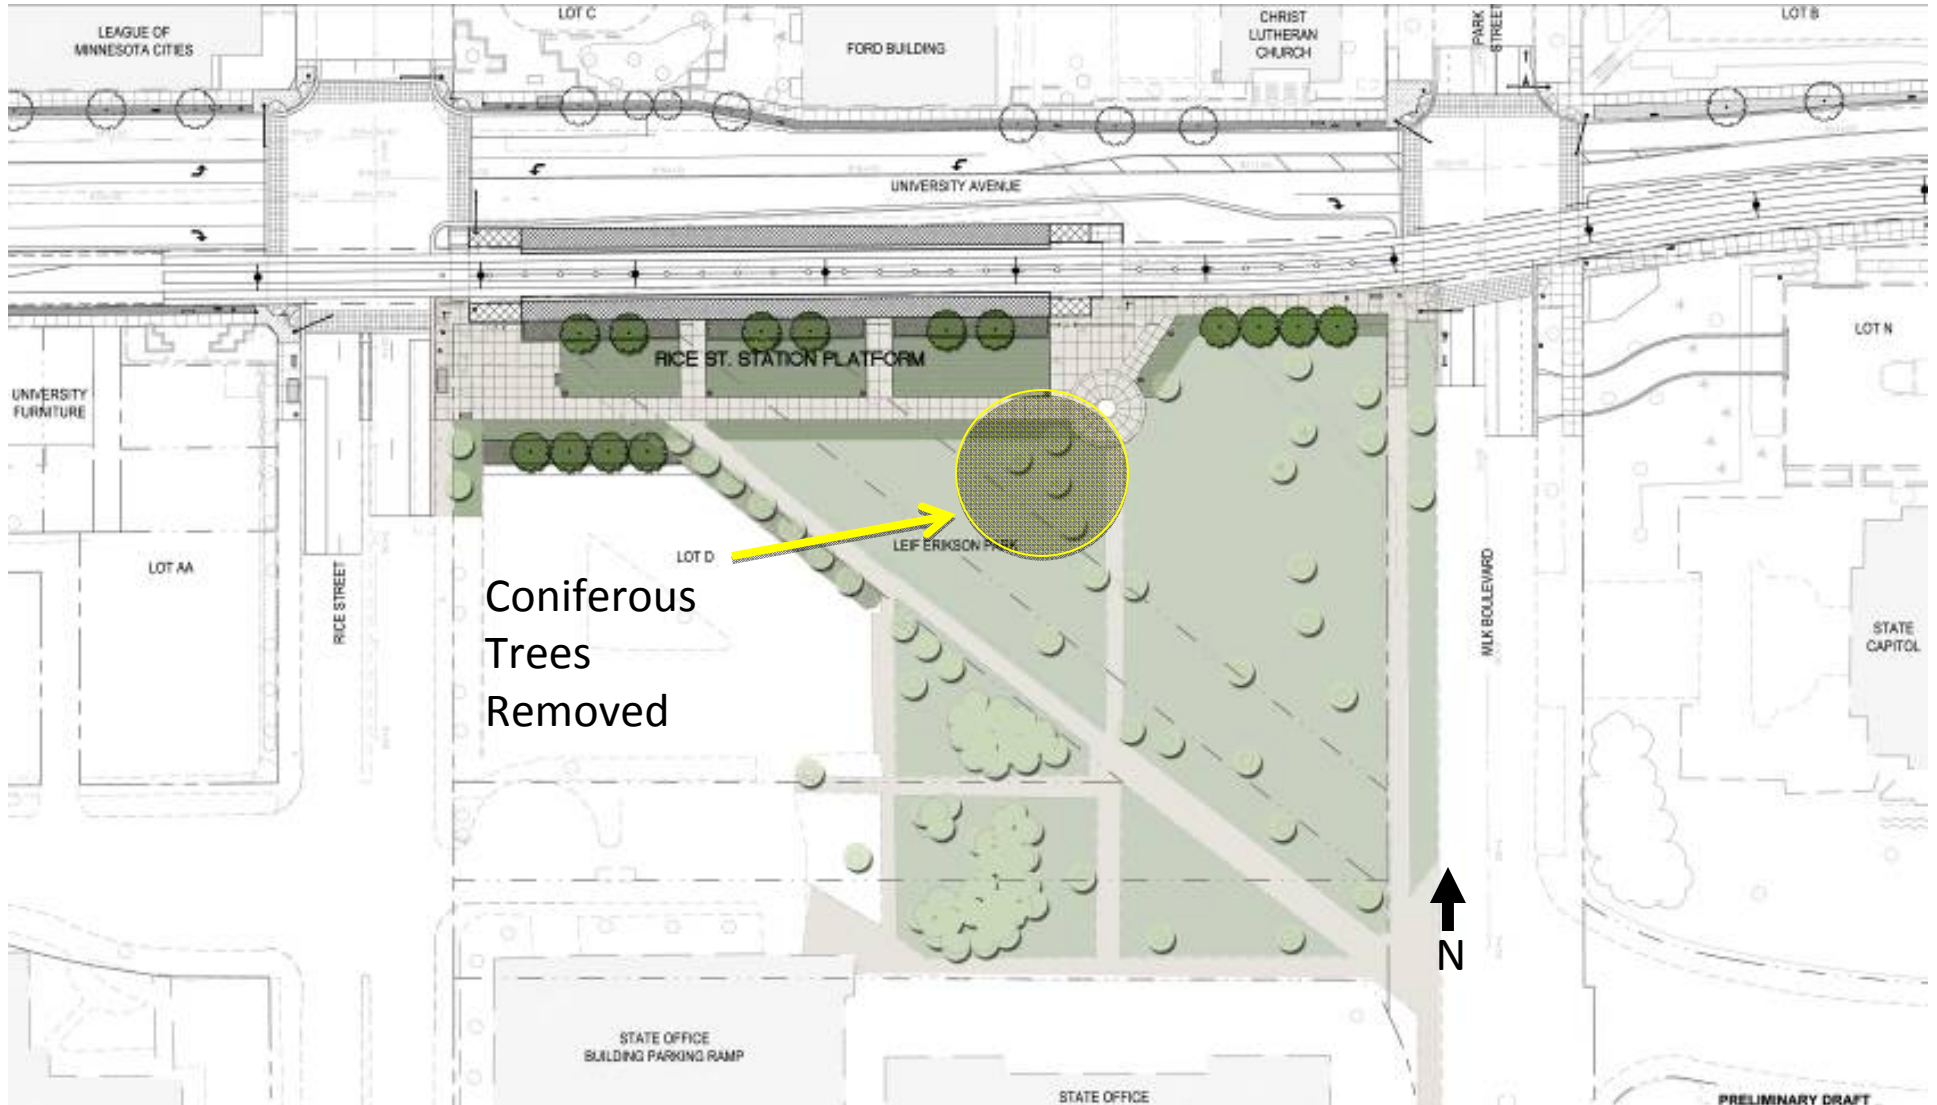 LEAGUE OF
MINNESOTA CITIES
LOT C
FORD BUILDING
CHRIST
LUTHERAN
CHURCH
PARK
STREET
LOT B
UNIVERSITY AVENUE
RICE ST. STATION PLATFORM
UNIVERSITY
FURNITURE
LOT N
LOT AA
RICE STREET
LOT D
LEIF ERIKSON PARK
MLK BOULEVARD
STATE
CAPITOL
Coniferous
Trees
Removed
N
STATE OFFICE
BUILDING PARKING RAMP
STATE OFFICE
PRELIMINARY DRAFT